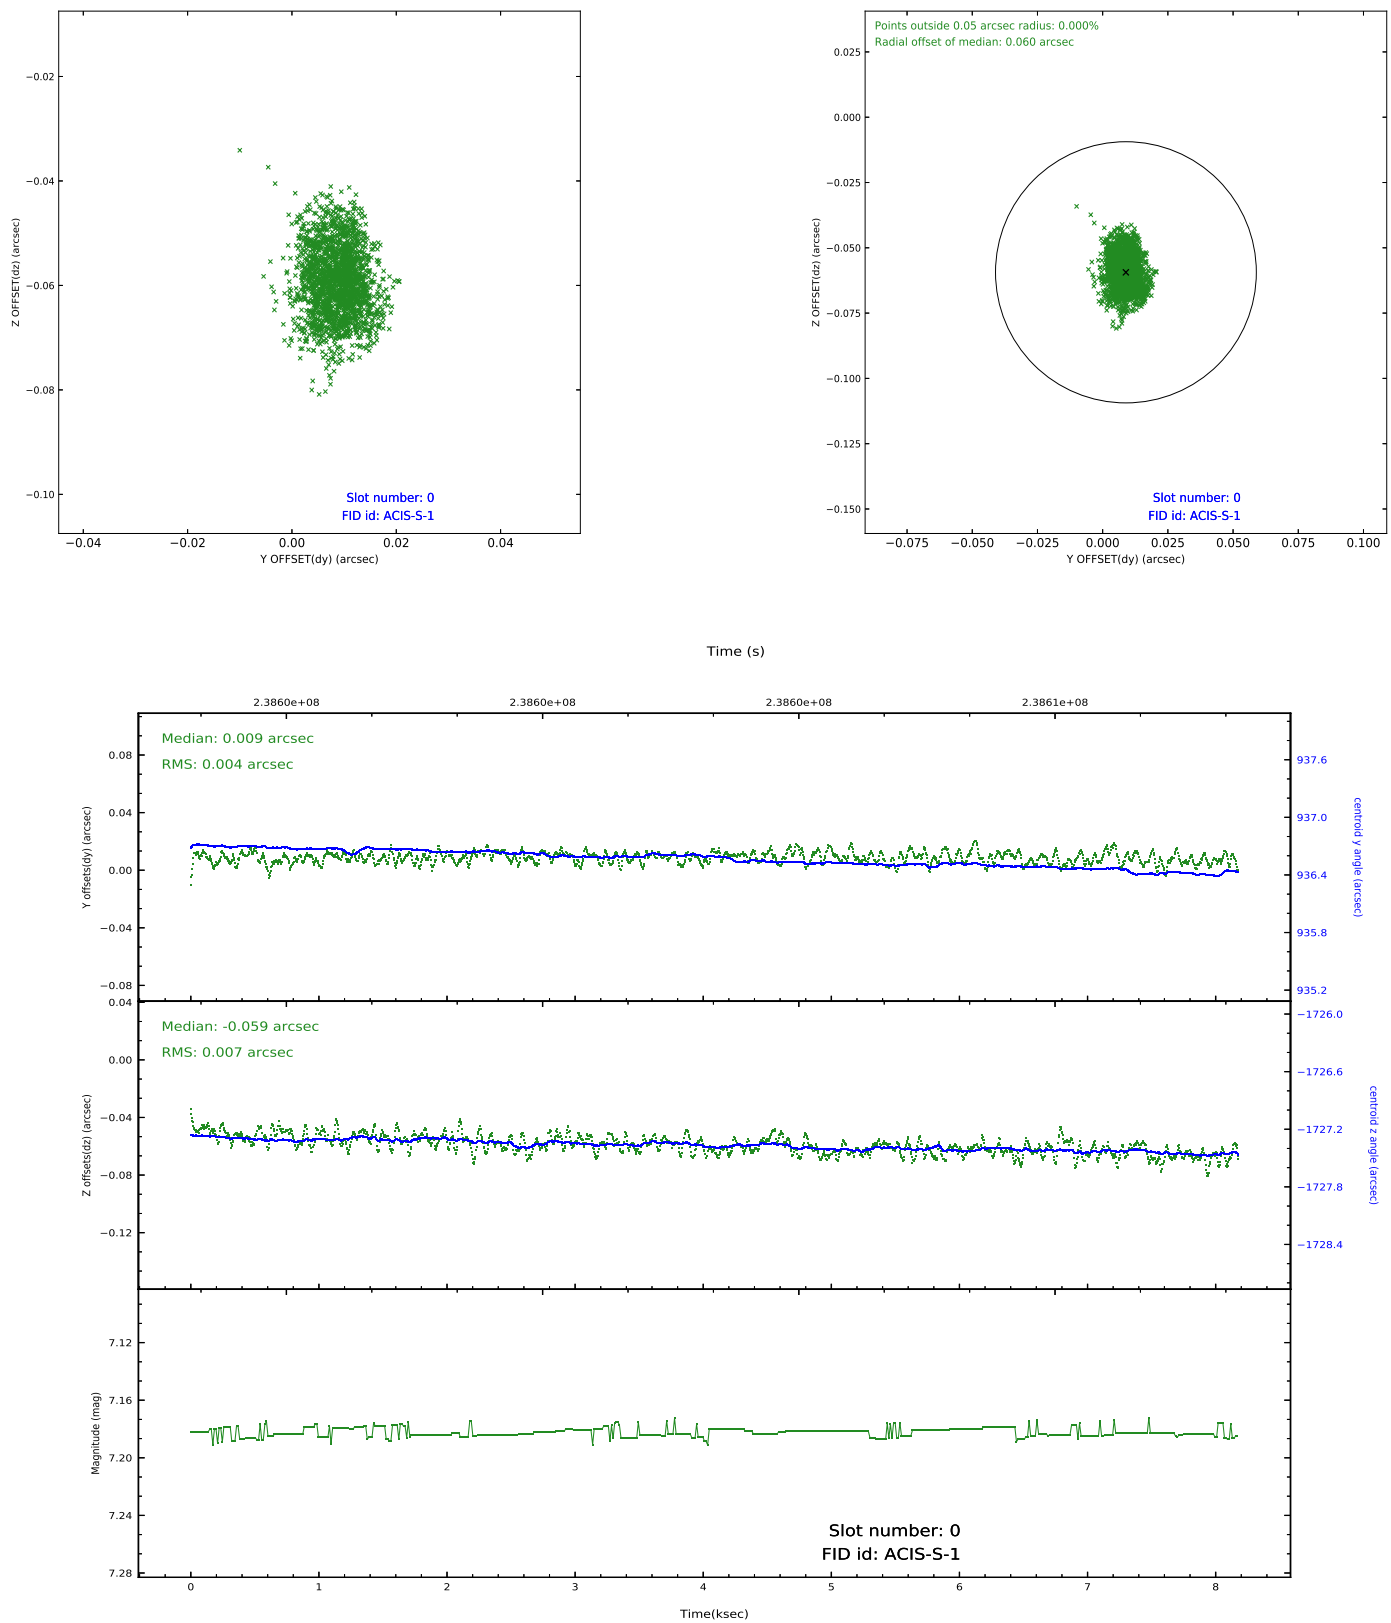 Points outside 0.05 arcsec radius: 0.000%
Radial offset of median: 0.060 arcsec
−0.02
−0.04
−0.06
−0.08
−0.10
Z OFFSET(dz) (arcsec)
Slot number: 0
FID id: ACIS-S-1
−0.04
−0.02
0.00
0.02
0.04
Y OFFSET(dy) (arcsec)
0.025
0.000
−0.025
−0.050
−0.075
−0.100
−0.125
−0.150
Z OFFSET(dz) (arcsec)
Slot number: 0
FID id: ACIS-S-1
−0.075
−0.050
−0.025
0.000
0.025
0.050
0.075
0.100
Y OFFSET(dy) (arcsec)
Time (s)
2.3860e+08
2.3860e+08
2.3860e+08
2.3861e+08
Median: 0.009 arcsec
RMS: 0.004 arcsec
0.08
0.04
0.00
−0.04
−0.08
Y offsets(dy) (arcsec)
937.6
937.0
936.4
935.8
935.2
centroid y angle (arcsec)
Median: -0.059 arcsec
RMS: 0.007 arcsec
0.04
0.00
−0.04
−0.08
−0.12
Z offsets(dz) (arcsec)
−1726.0
−1726.6
−1727.2
−1727.8
−1728.4
centroid z angle (arcsec)
7.12
7.16
7.20
7.24
7.28
Magnitude (mag)
Slot number: 0
FID id: ACIS-S-1
0
1
2
3
4
5
6
7
8
Time(ksec)